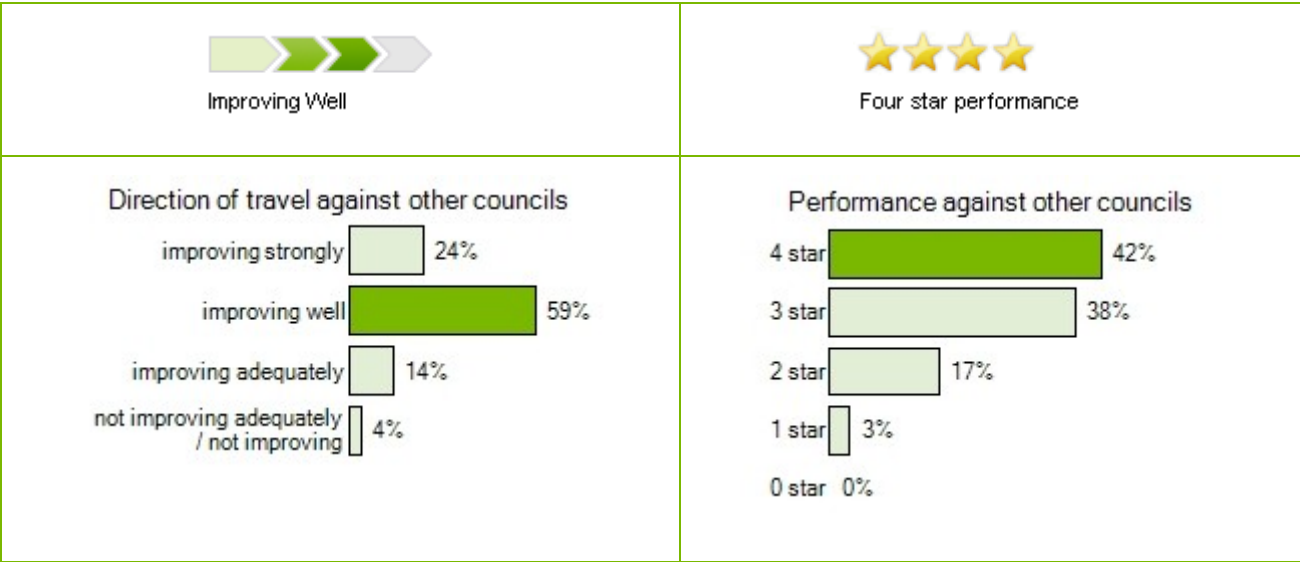 Improving Well
Four star performance
Direction of travel against other councils
improving strongly 24%
improving well 59%
improving adequately 14%
not improving adequately
/ not improving 4%
Performance against other councils
4 star 42%
3 star 38%
2 star 17%
1 star 3%
0 star 0%